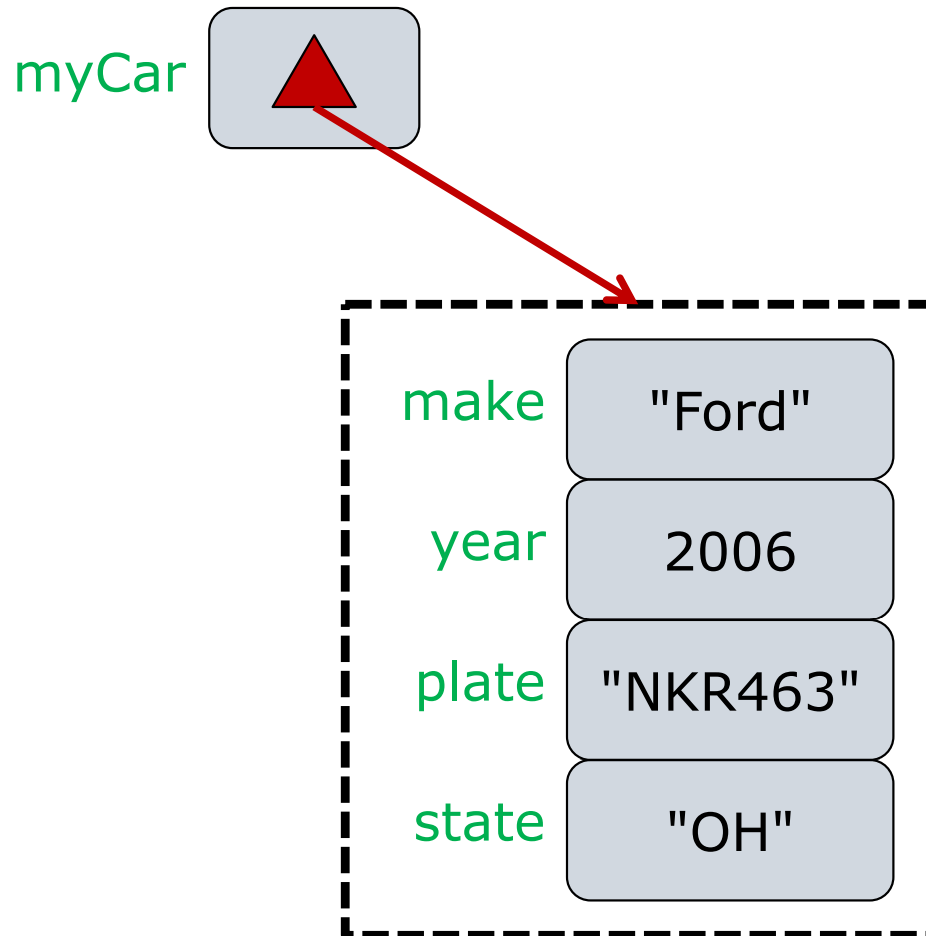 myCar
make "Ford"
year 2006
plate "NKR463"
state "OH"